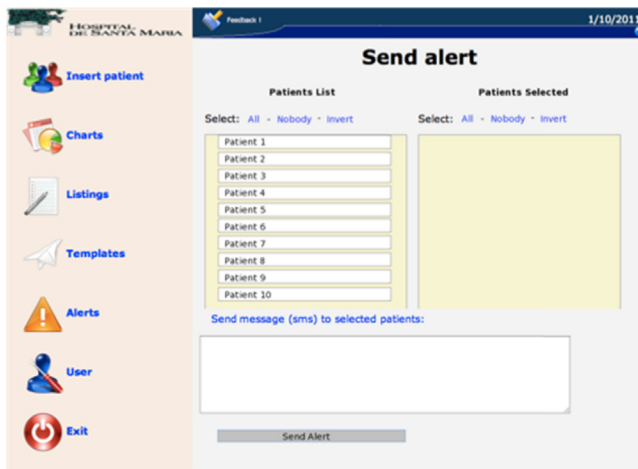 HOSPITAL
DE SANTA MARIA
Feedback !
1/10/2011
Insert patient
Charts
Listings
Templates
Alerts
User
Exit
Send alert
Patients List
Patients Selected
Select: All - Nobody - Invert
Select: All - Nobody - Invert
Patient 1
Patient 2
Patient 3
Patient 4
Patient 5
Patient 6
Patient 7
Patient 8
Patient 9
Patient 10
Send message (sms) to selected patients:
Send Alert